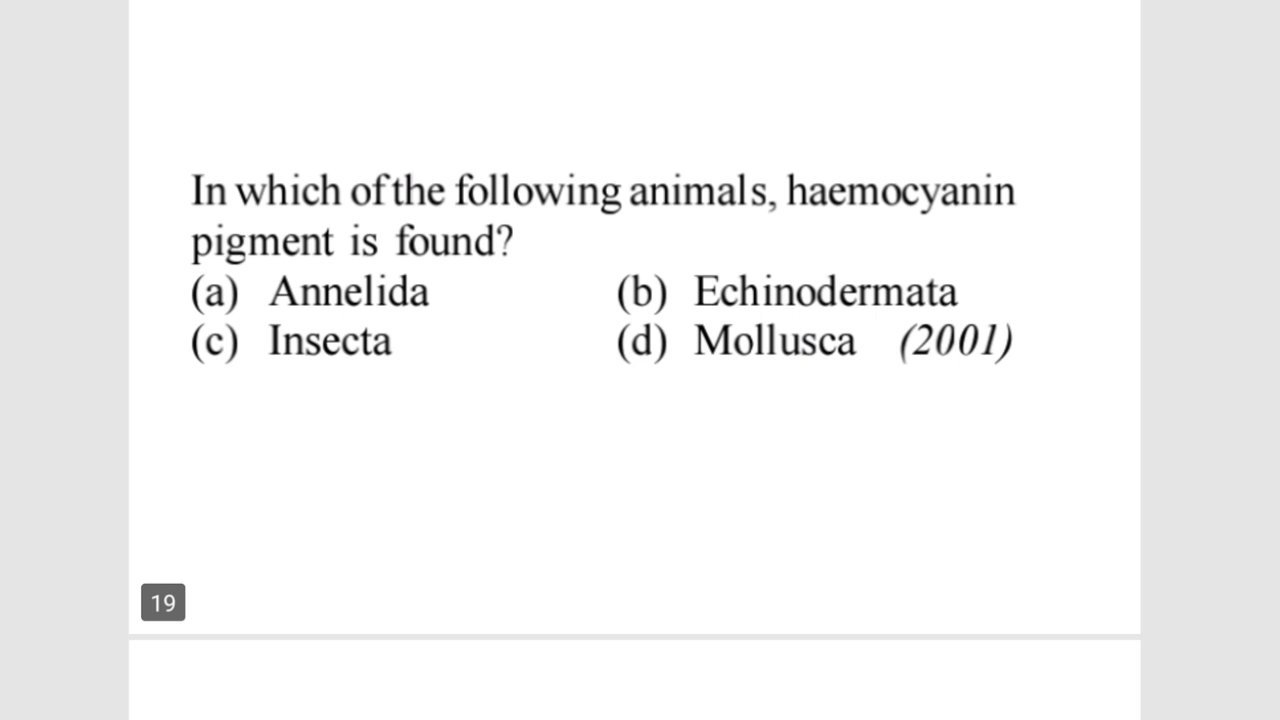 In which of the following animals, haemocyanin
pigment is found?
(a) Annelida (b) Echinodermata
(c) Insecta (d) Mollusca (2001)
19